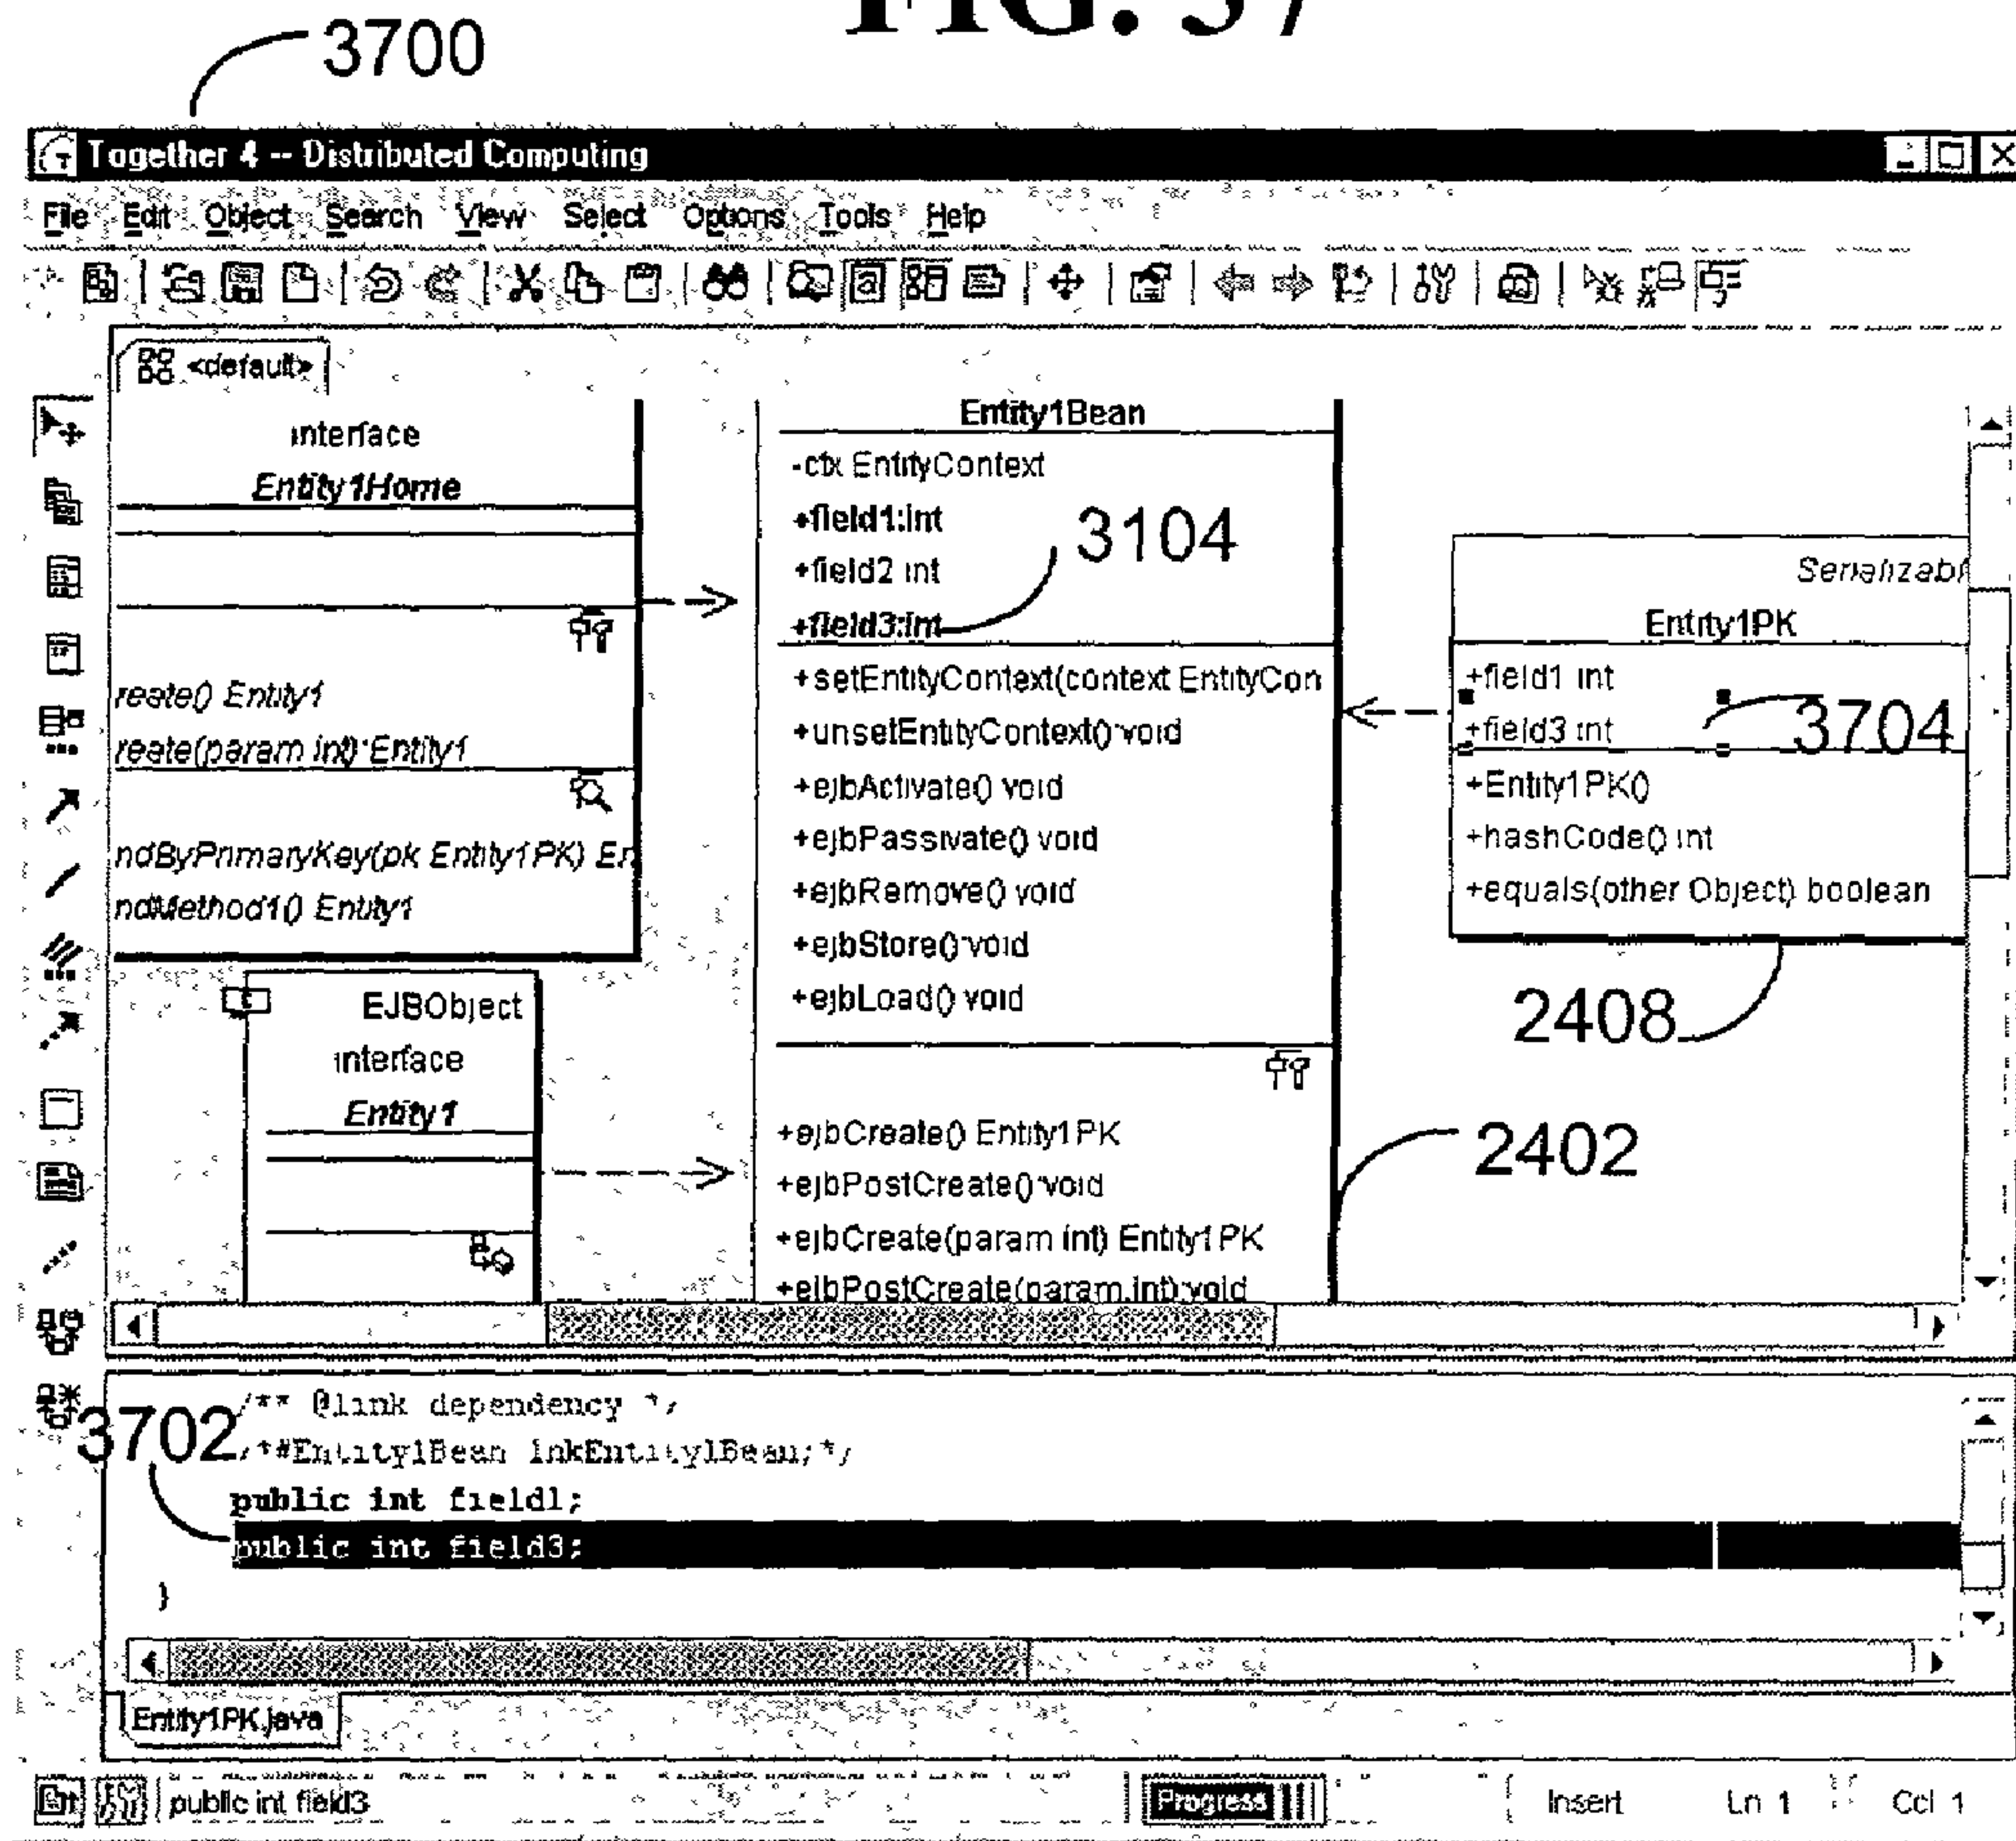 FIG. 37
3700
Together 4 -- Distributed Computing
File Edit Object Search View Select Options Tools Help
<default>
interface
Entity1Home
reate() Entity1
reate(param int):Entity1
ndByPrimaryKey(pk Entity1PK) En
ndMethod1() Entity1
EJBObject
interface
Entity1
Entity1Bean
-ctx EntityContext
+field1:int
+field2 int
+field3:int
3104
+setEntityContext(context EntityCon
+unsetEntityContext():void
+ejbActivate() void
+ejbPassivate() void
+ejbRemove() void
+ejbStore():void
+ejbLoad() void
+ejbCreate() Entity1PK
+ejbPostCreate():void
+ejbCreate(param int) Entity1PK
+ejbPostCreate(param.int):void
2402
Serializabl
Entity1PK
+field1 int
+field3 int
3704
+Entity1PK()
+hashCode() int
+equals(other Object) boolean
2408
/** @link dependency */
3702
/*#Entity1Bean lnkEntity1Bean;*/
public int field1;
public int field3;
}
Entity1PK.java
public int field3
Progress
Insert
Ln 1
Col 1